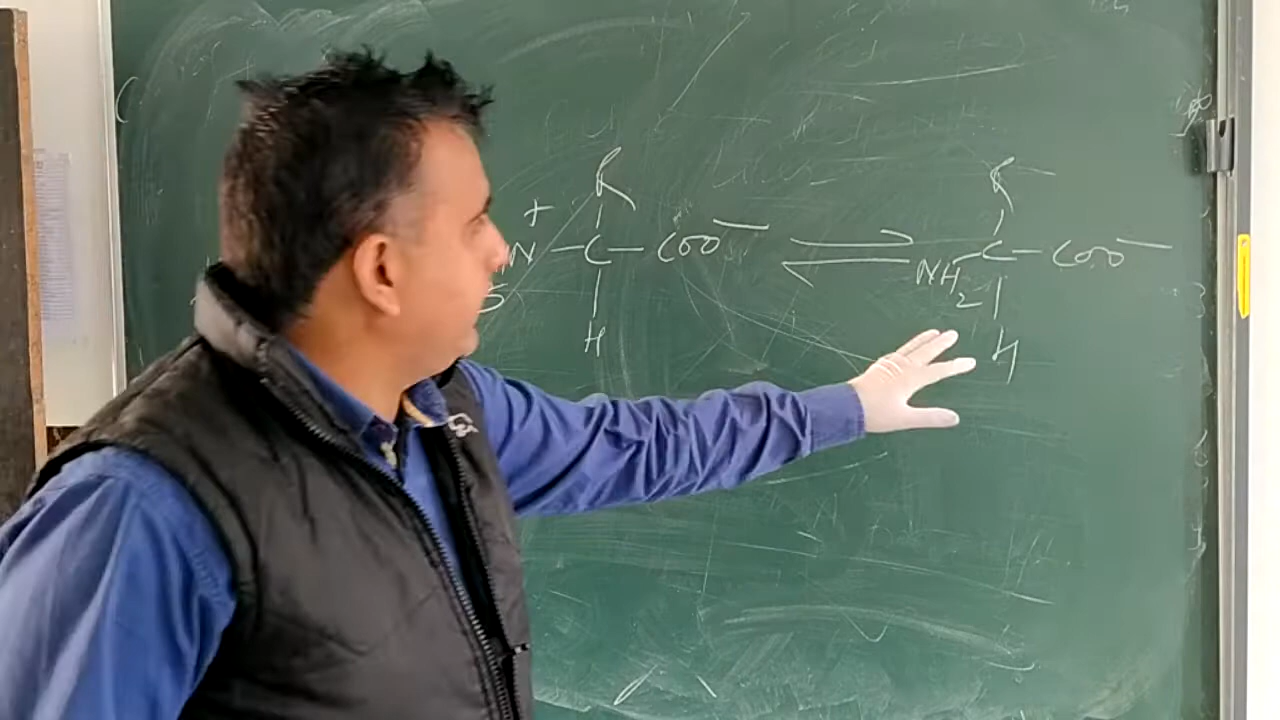 R R
+
N — C — COO⁻ ⇌ NH₂ — C — COO⁻
H H